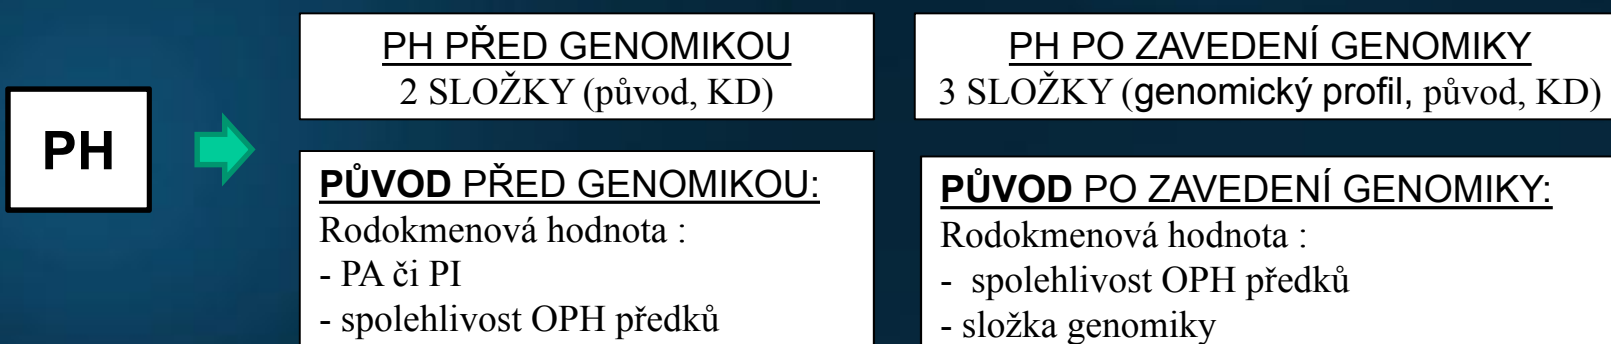 PH
PH PŘED GENOMIKOU
2 SLOŽKY (původ, KD)
PŮVOD PŘED GENOMIKOU:
Rodokmenová hodnota :
- PA či PI
- spolehlivost OPH předků
PH PO ZAVEDENÍ GENOMIKY
3 SLOŽKY (genomický profil, původ, KD)
PŮVOD PO ZAVEDENÍ GENOMIKY:
Rodokmenová hodnota :
- spolehlivost OPH předků
- složka genomiky